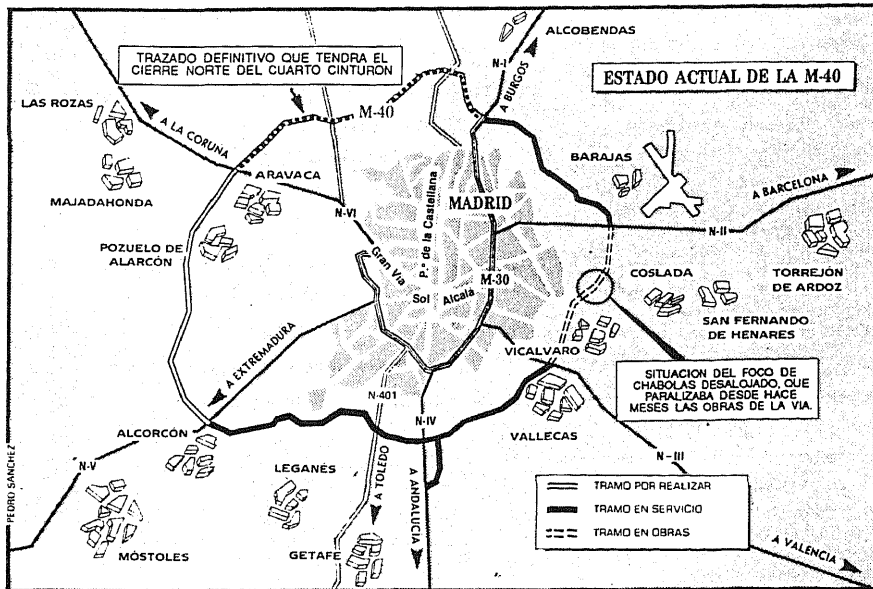 ALCOBENDAS
TRAZADO DEFINITIVO QUE TENDRA EL
CIERRE NORTE DEL CUARTO CINTURON
N-I
A BURGOS
ESTADO ACTUAL DE LA M-40
LAS ROZAS
A LA CORUÑA
M-40
MAJADAHONDA
ARAVACA
BARAJAS
A BARCELONA
N-VI
Pº de la Castellana
MADRID
N-II
POZUELO DE
ALARCÓN
Gran Via
M-30
Sol
Alcalá
COSLADA
TORREJÓN
DE ARDOZ
SAN FERNANDO
DE HENARES
A EXTREMADURA
VICALVARO
N-401
SITUACION DEL FOCO DE
CHABOLAS DESALOJADO, QUE
PARALIZABA DESDE HACE
MESES LAS OBRAS DE LA VIA.
N-IV
VALLECAS
ALCORCÓN
N-III
N-V
LEGANÉS
A TOLEDO
A ANDALUCIA
MÓSTOLES
GETAFE
TRAMO POR REALIZAR
TRAMO EN SERVICIO
TRAMO EN OBRAS
A VALENCIA
PEDRO SANCHEZ